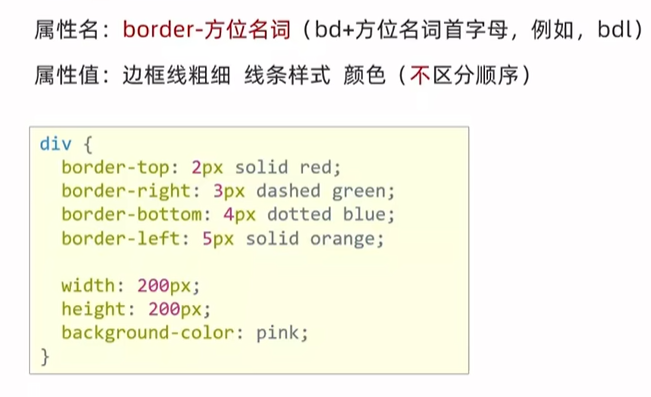 属性名：border-方位名词（bd+方位名词首字母，例如，bdl）
属性值：边框线粗细 线条样式 颜色（不区分顺序）
div {
  border-top: 2px solid red;
  border-right: 3px dashed green;
  border-bottom: 4px dotted blue;
  border-left: 5px solid orange;

  width: 200px;
  height: 200px;
  background-color: pink;
}